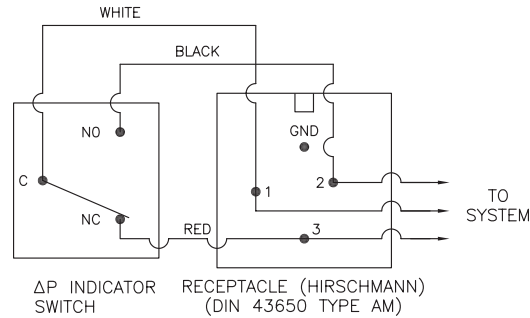 WHITE
BLACK
NO
GND
C
1
2
NC
RED
3
TO
SYSTEM
ΔP INDICATOR
SWITCH
RECEPTACLE (HIRSCHMANN)
(DIN 43650 TYPE AM)